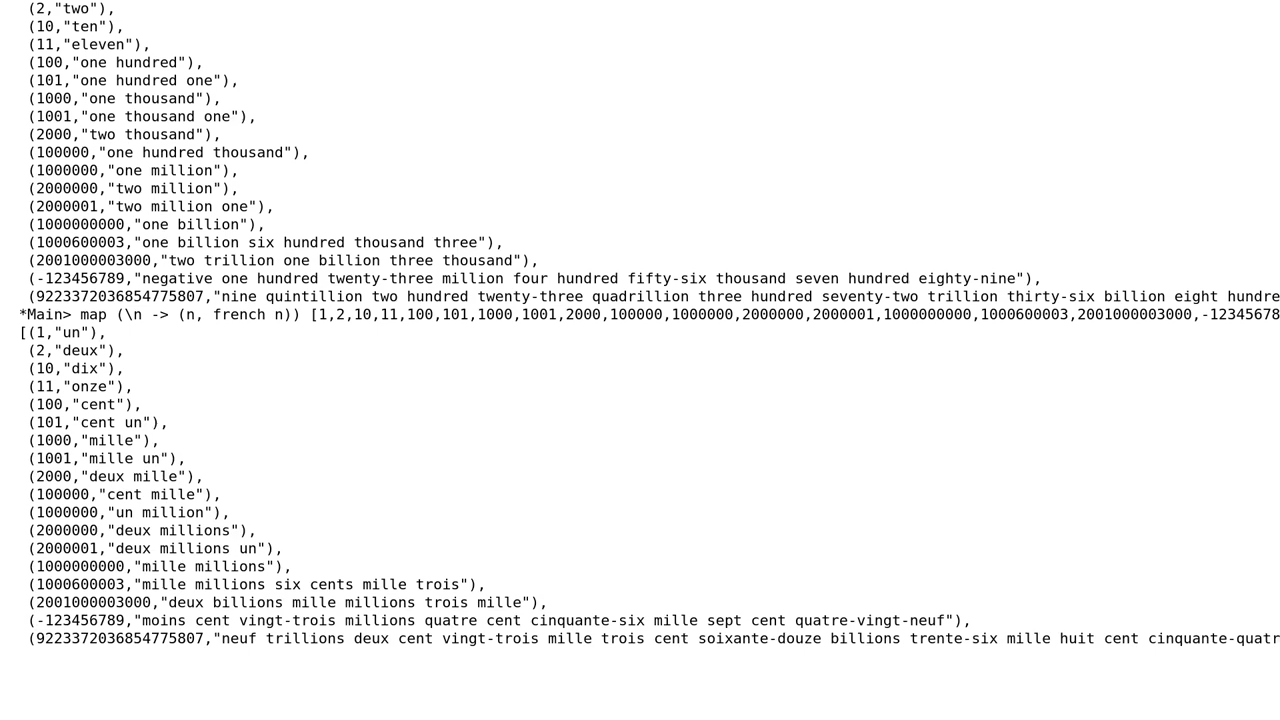 (2,"two"),
(10,"ten"),
(11,"eleven"),
(100,"one hundred"),
(101,"one hundred one"),
(1000,"one thousand"),
(1001,"one thousand one"),
(2000,"two thousand"),
(100000,"one hundred thousand"),
(1000000,"one million"),
(2000000,"two million"),
(2000001,"two million one"),
(1000000000,"one billion"),
(1000600003,"one billion six hundred thousand three"),
(2001000003000,"two trillion one billion three thousand"),
(-123456789,"negative one hundred twenty-three million four hundred fifty-six thousand seven hundred eighty-nine"),
(9223372036854775807,"nine quintillion two hundred twenty-three quadrillion three hundred seventy-two trillion thirty-six billion eight hundre
*Main> map (\n -> (n, french n)) [1,2,10,11,100,101,1000,1001,2000,100000,1000000,2000000,2000001,1000000000,1000600003,2001000003000,-12345678
[(1,"un"),
(2,"deux"),
(10,"dix"),
(11,"onze"),
(100,"cent"),
(101,"cent un"),
(1000,"mille"),
(1001,"mille un"),
(2000,"deux mille"),
(100000,"cent mille"),
(1000000,"un million"),
(2000000,"deux millions"),
(2000001,"deux millions un"),
(1000000000,"mille millions"),
(1000600003,"mille millions six cents mille trois"),
(2001000003000,"deux billions mille millions trois mille"),
(-123456789,"moins cent vingt-trois millions quatre cent cinquante-six mille sept cent quatre-vingt-neuf"),
(9223372036854775807,"neuf trillions deux cent vingt-trois mille trois cent soixante-douze billions trente-six mille huit cent cinquante-quatr